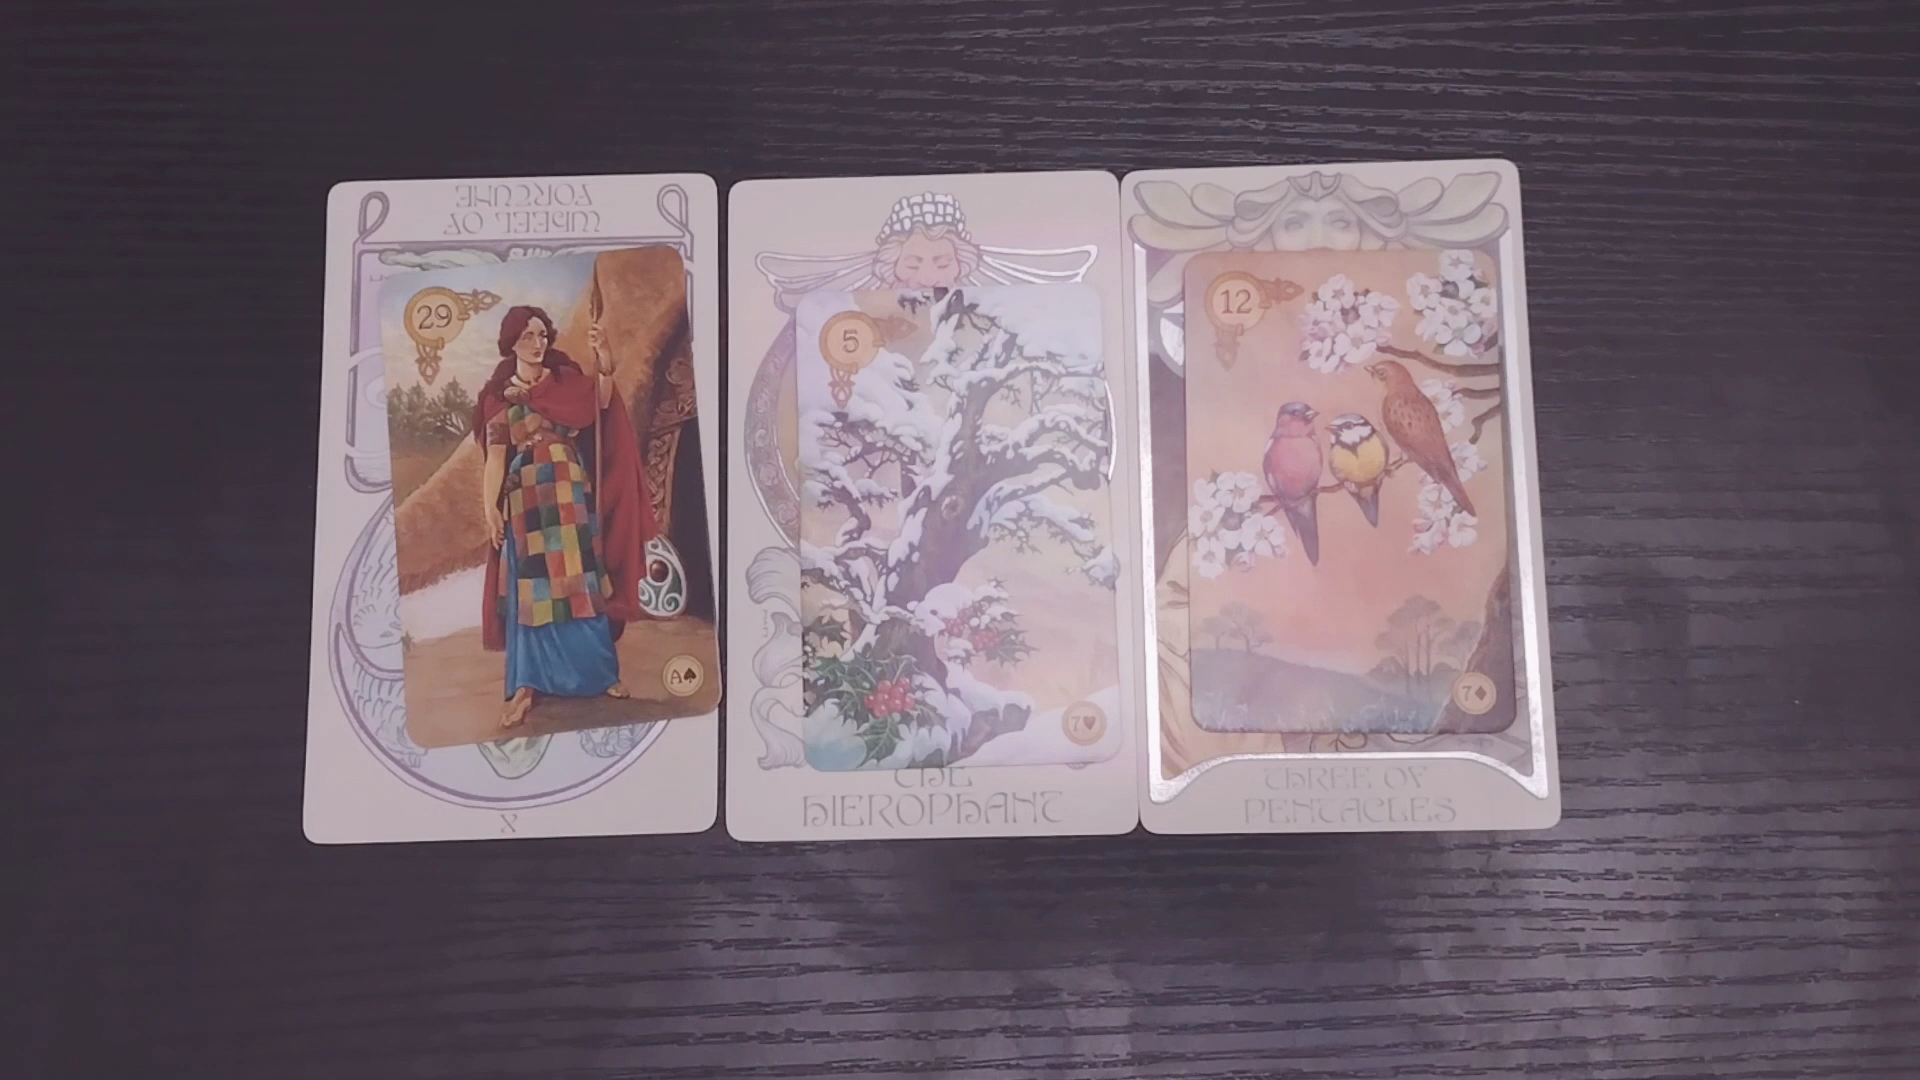 WHEEL OF
FORTUNE
X
29
A♠
THE
HIEROPHANT
5
7♥
THREE OF
PENTACLES
12
7♦